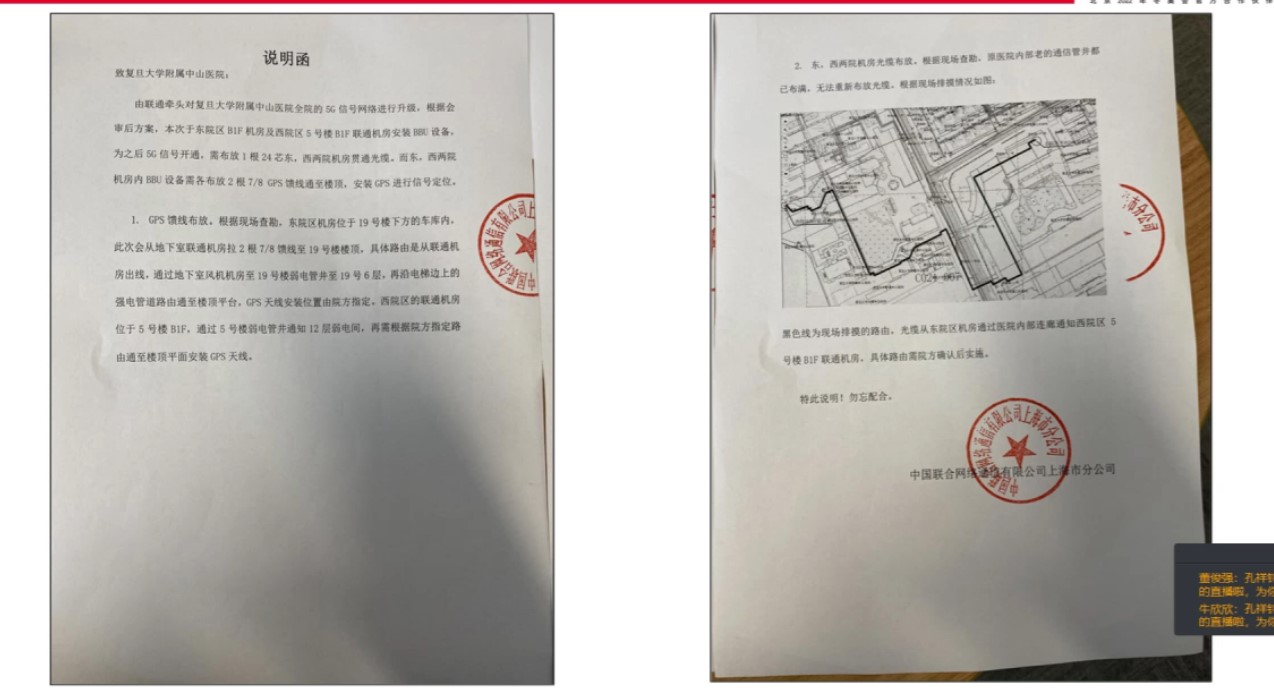 北京2022年冬奥会官方合作伙伴
说明函
致复旦大学附属中山医院：
由联通牵头对复旦大学附属中山医院全院的 5G 信号网络进行升级，根据会
审后方案，本次于东院区 B1F 机房及西院区 5 号楼 B1F 联通机房安装 BBU 设备，
为之后 5G 信号开通，需布放 1 根 24 芯东，西两院机房贯通光缆，而东，西两院
机房内 BBU 设备需各布放 2 根 7/8 GPS 馈线通至楼顶，安装 GPS 进行信号定位。
1. GPS 馈线布放。根据现场查勘，东院区机房位于 19 号楼下方的车库内，
此次会从地下室联通机房拉 2 根 7/8 馈线至 19 号楼楼顶，具体路由是从联通机
房出线，通过地下室风机机房至 19 号楼弱电管井至 19 号 6 层，再沿电梯边上的
强电管道路由通至楼顶平台，GPS 天线安装位置由院方指定。西院区的联通机房
位于 5 号楼 B1F，通过 5 号楼弱电管井通知 12 层弱电间，再需根据院方指定路
由通至楼顶平面安装 GPS 天线。
2. 东，西两院机房光缆布放。根据现场查勘，原医院内部老的通信管井都
已布满，无法重新布放光缆。根据现场排摸情况如图：
C024_007
黑色线为现场排摸的路由。光缆从东院区机房通过医院内部连廊通知西院区 5
号楼 B1F 联通机房，具体路由需院方确认后实施。
特此说明！勿忘配合。
中国联合网络通信有限公司上海市分公司
董俊强：孔祥
的直播啦，为
牛欣欣：孔祥
的直播啦，为